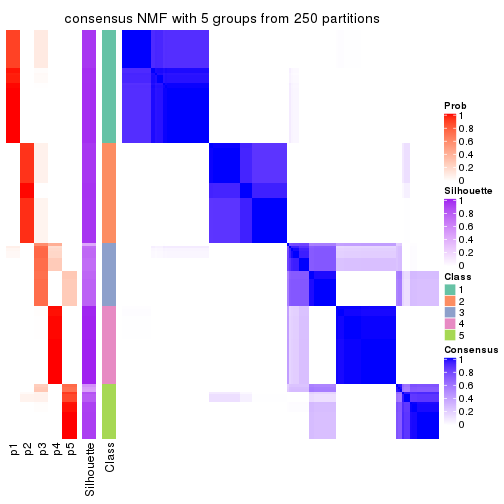 consensus NMF with 5 groups from 250 partitions
Prob
1
0.8
0.6
0.4
0.2
0
Silhouette
1
0.8
0.6
0.4
0.2
0
Class
1
2
3
4
5
Consensus
1
0.8
0.6
0.4
0.2
0
p1
p2
p3
p4
p5
Silhouette
Class